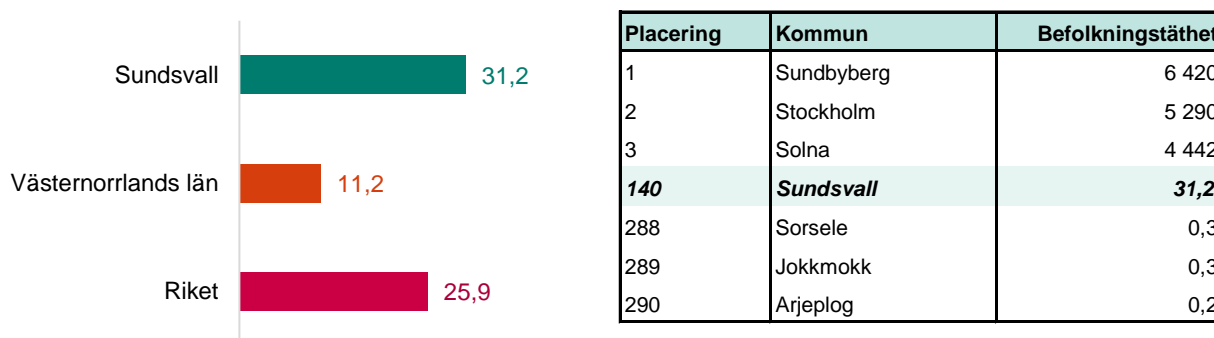 Sundsvall 31,2
Västernorrlands län 11,2
Riket 25,9
Placering Kommun Befolkningstäthet
1 Sundbyberg 6 420
2 Stockholm 5 290
3 Solna 4 442
140 Sundsvall 31,2
288 Sorsele 0,3
289 Jokkmokk 0,3
290 Arjeplog 0,2